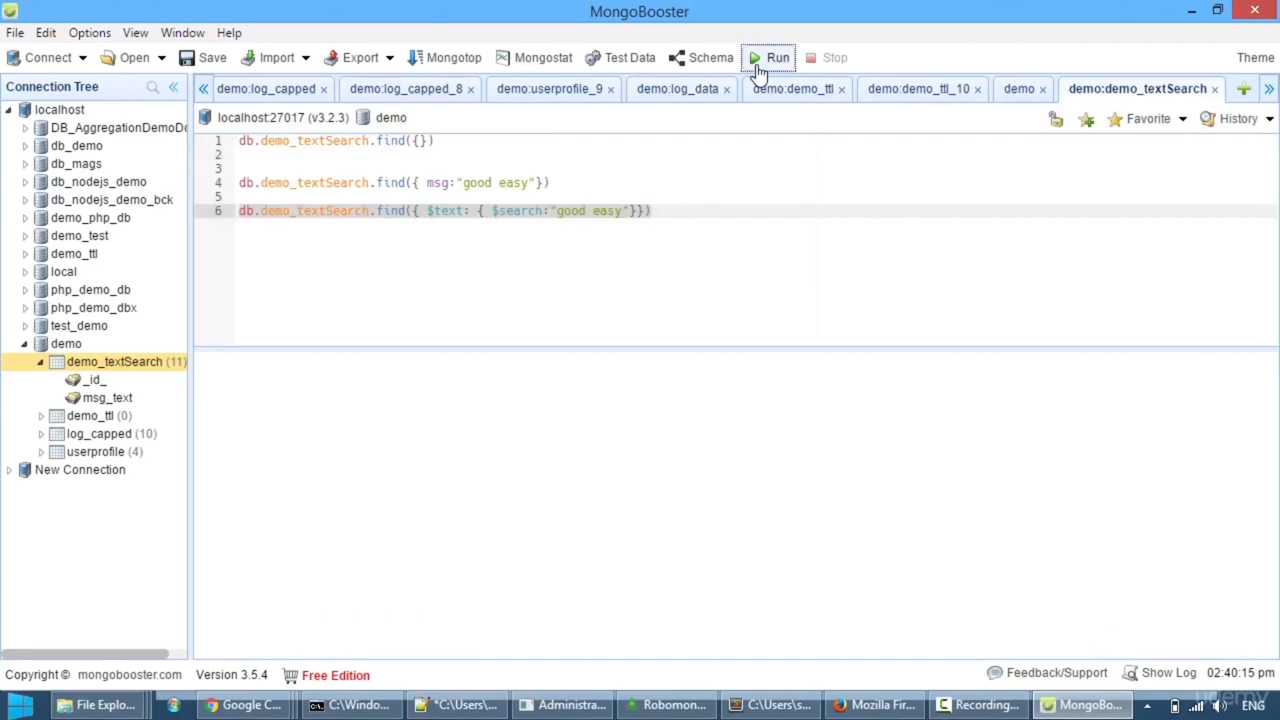 MongoBooster
File Edit Options View Window Help
Connect Open Save Import Export Mongotop Mongostat Test Data Schema Run Stop Theme
Connection Tree
demo:log_capped × demo:log_capped_8 × demo:userprofile_9 × demo:log_data × demo:demo_ttl × demo:demo_ttl_10 × demo × demo:demo_textSearch ×
localhost:27017 (v3.2.3) demo
Favorite History
localhost
DB_AggregationDemoDo
db_demo
db_mags
db_nodejs_demo
db_nodejs_demo_bck
demo_php_db
demo_test
demo_ttl
local
php_demo_db
php_demo_dbx
test_demo
demo
demo_textSearch (11)
_id_
msg_text
demo_ttl (0)
log_capped (10)
userprofile (4)
New Connection
1 db.demo_textSearch.find({})
2
3
4 db.demo_textSearch.find({ msg:"good easy"})
5
6 db.demo_textSearch.find({ $text: { $search:"good easy"}})
Copyright © mongobooster.com Version 3.5.4 Free Edition
Feedback/Support Show Log 02:40:15 pm
File Explo... Google C... C:\Windo... *C:\Users\... Administra... Robomon... C:\Users\s... Mozilla Fir... Recording... MongoBo... ENG
udemy